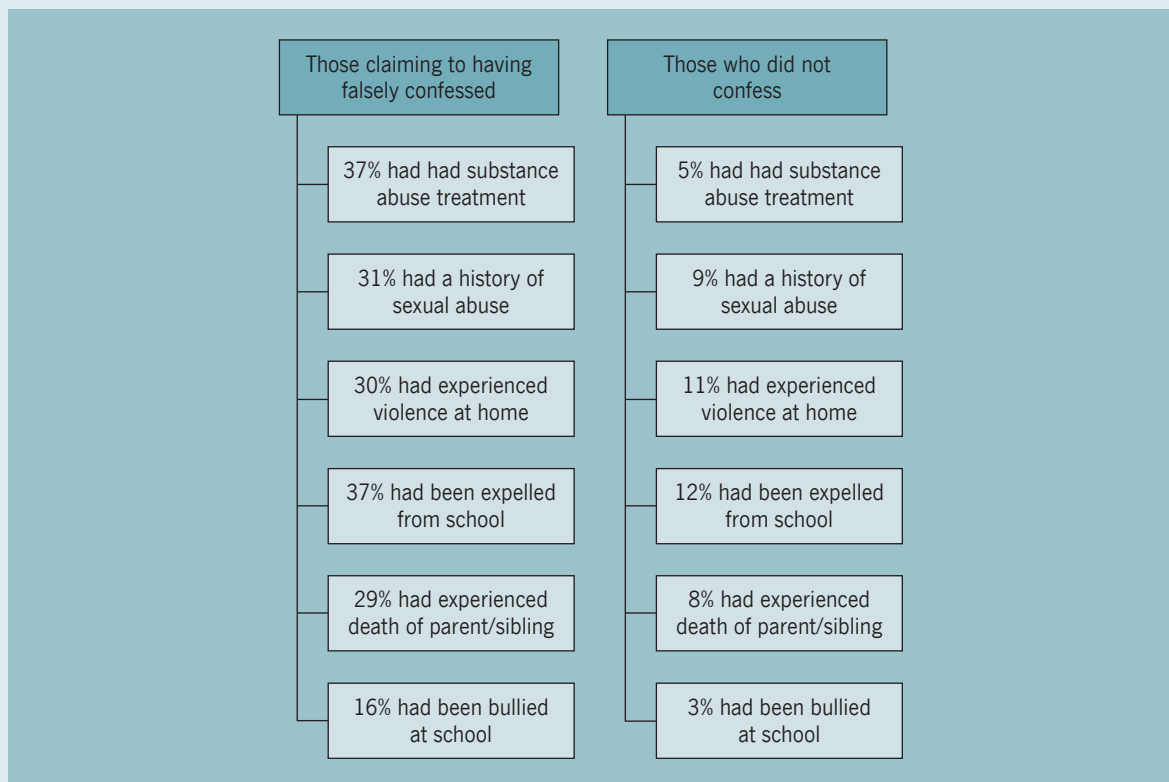 Those claiming to having
falsely confessed
37% had had substance
abuse treatment
31% had a history of
sexual abuse
30% had experienced
violence at home
37% had been expelled
from school
29% had experienced
death of parent/sibling
16% had been bullied
at school
Those who did not
confess
5% had had substance
abuse treatment
9% had a history of
sexual abuse
11% had experienced
violence at home
12% had been expelled
from school
8% had experienced
death of parent/sibling
3% had been bullied
at school